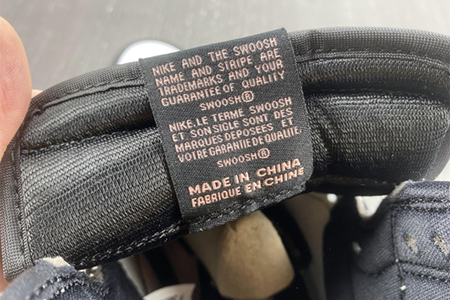 NIKE AND THE SWOOSH
NAME AND STRIPE ARE
TRADEMARKS AND YOUR
GUARANTEE OF QUALITY
SWOOSH®
NIKE, LE TERME SWOOSH
ET SON SIGLE SONT DES
MARQUES DEPOSEES ET
VOTRE GARANTIE DE QUALITE.
SWOOSH®
MADE IN CHINA
FABRIQUE EN CHINE